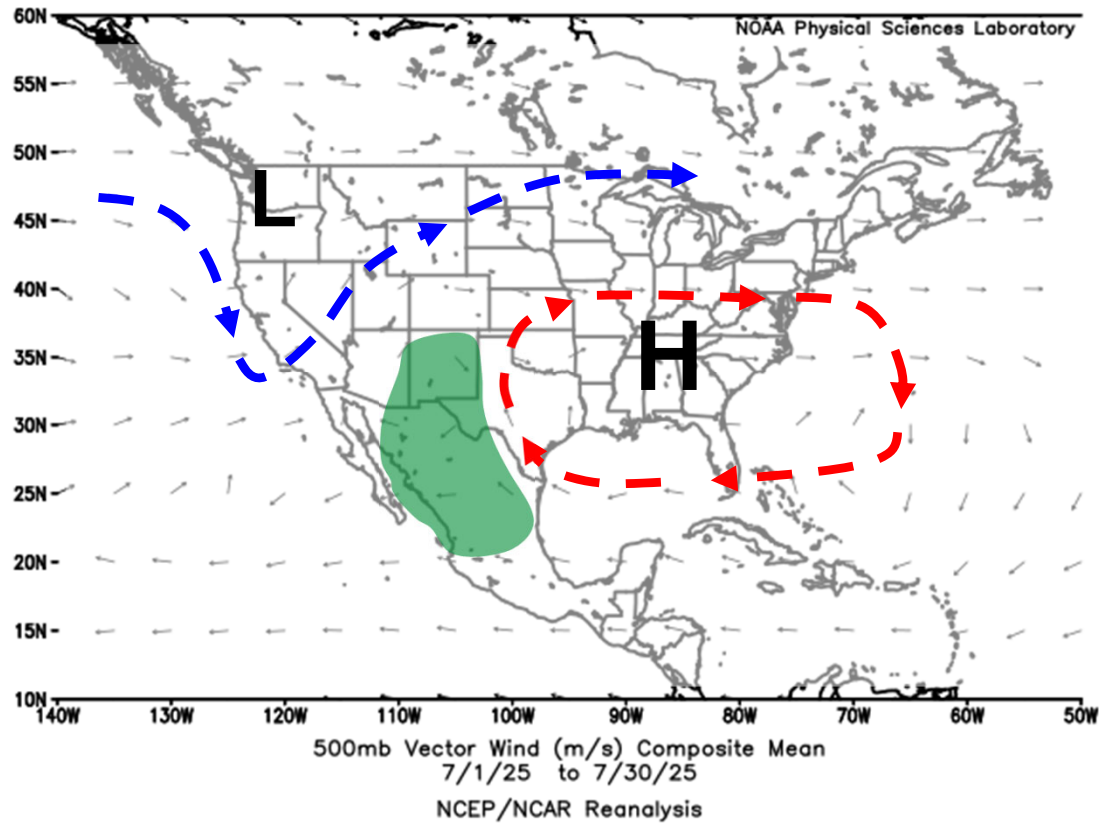 60N
NOAA Physical Sciences Laboratory
55N
50N
L
45N
40N
H
35N
30N
25N
20N
15N
10N
140W 130W 120W 110W 100W 90W 80W 70W 60W 50W
500mb Vector Wind (m/s) Composite Mean
7/1/25 to 7/30/25
NCEP/NCAR Reanalysis